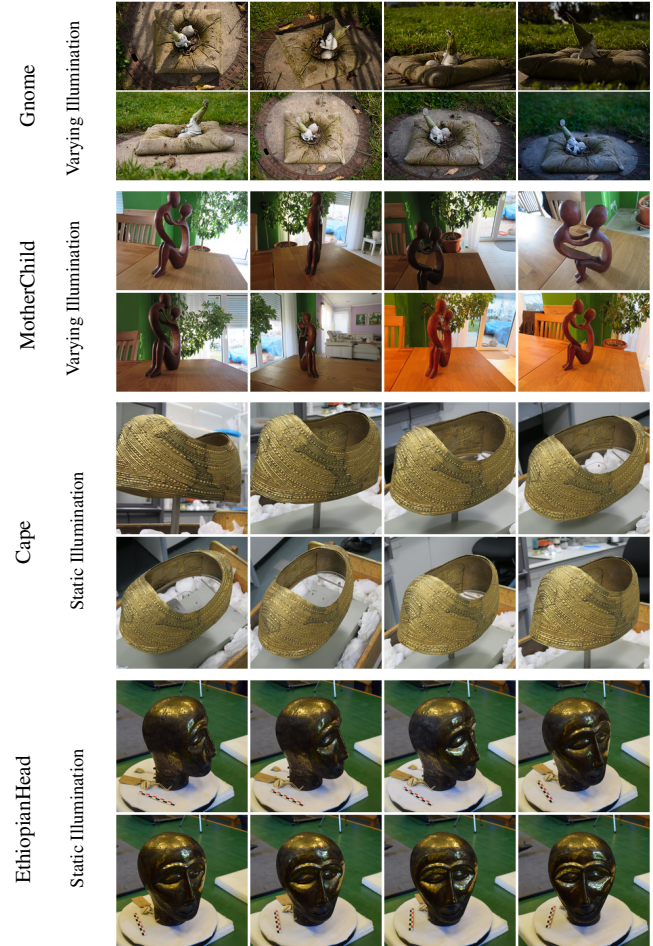 Gnome
Varying Illumination
MotherChild
Varying Illumination
Cape
Static Illumination
EthiopianHead
Static Illumination